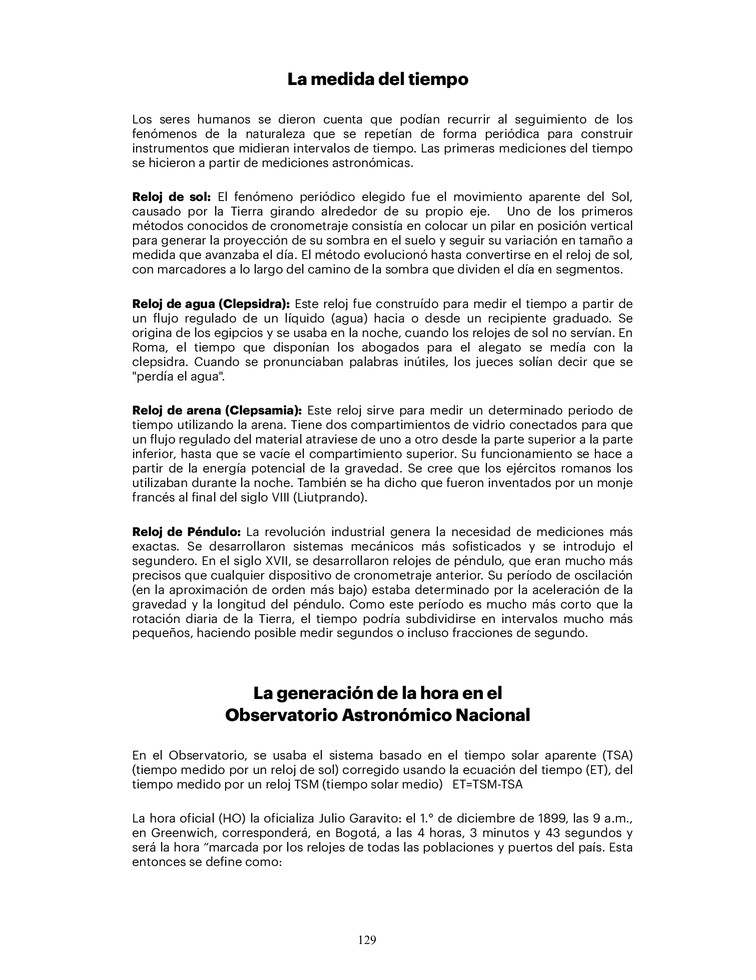 La medida del tiempo
Los seres humanos se dieron cuenta que podían recurrir al seguimiento de los
fenómenos de la naturaleza que se repetían de forma periódica para construir
instrumentos que midieran intervalos de tiempo. Las primeras mediciones del tiempo
se hicieron a partir de mediciones astronómicas.
Reloj de sol: El fenómeno periódico elegido fue el movimiento aparente del Sol,
causado por la Tierra girando alrededor de su propio eje. Uno de los primeros
métodos conocidos de cronometraje consistía en colocar un pilar en posición vertical
para generar la proyección de su sombra en el suelo y seguir su variación en tamaño a
medida que avanzaba el día. El método evolucionó hasta convertirse en el reloj de sol,
con marcadores a lo largo del camino de la sombra que dividen el día en segmentos.
Reloj de agua (Clepsidra): Este reloj fue construído para medir el tiempo a partir de
un flujo regulado de un líquido (agua) hacia o desde un recipiente graduado. Se
origina de los egipcios y se usaba en la noche, cuando los relojes de sol no servían. En
Roma, el tiempo que disponían los abogados para el alegato se medía con la
clepsidra. Cuando se pronunciaban palabras inútiles, los jueces solían decir que se
"perdía el agua".
Reloj de arena (Clepsamia): Este reloj sirve para medir un determinado periodo de
tiempo utilizando la arena. Tiene dos compartimientos de vidrio conectados para que
un flujo regulado del material atraviese de uno a otro desde la parte superior a la parte
inferior, hasta que se vacíe el compartimiento superior. Su funcionamiento se hace a
partir de la energía potencial de la gravedad. Se cree que los ejércitos romanos los
utilizaban durante la noche. También se ha dicho que fueron inventados por un monje
francés al final del siglo VIII (Liutprando).
Reloj de Péndulo: La revolución industrial genera la necesidad de mediciones más
exactas. Se desarrollaron sistemas mecánicos más sofisticados y se introdujo el
segundero. En el siglo XVII, se desarrollaron relojes de péndulo, que eran mucho más
precisos que cualquier dispositivo de cronometraje anterior. Su período de oscilación
(en la aproximación de orden más bajo) estaba determinado por la aceleración de la
gravedad y la longitud del péndulo. Como este período es mucho más corto que la
rotación diaria de la Tierra, el tiempo podría subdividirse en intervalos mucho más
pequeños, haciendo posible medir segundos o incluso fracciones de segundo.
La generación de la hora en el
Observatorio Astronómico Nacional
En el Observatorio, se usaba el sistema basado en el tiempo solar aparente (TSA)
(tiempo medido por un reloj de sol) corregido usando la ecuación del tiempo (ET), del
tiempo medido por un reloj TSM (tiempo solar medio) ET=TSM-TSA
La hora oficial (HO) la oficializa Julio Garavito: el 1.° de diciembre de 1899, las 9 a.m.,
en Greenwich, corresponderá, en Bogotá, a las 4 horas, 3 minutos y 43 segundos y
será la hora “marcada por los relojes de todas las poblaciones y puertos del país. Esta
entonces se define como:
129